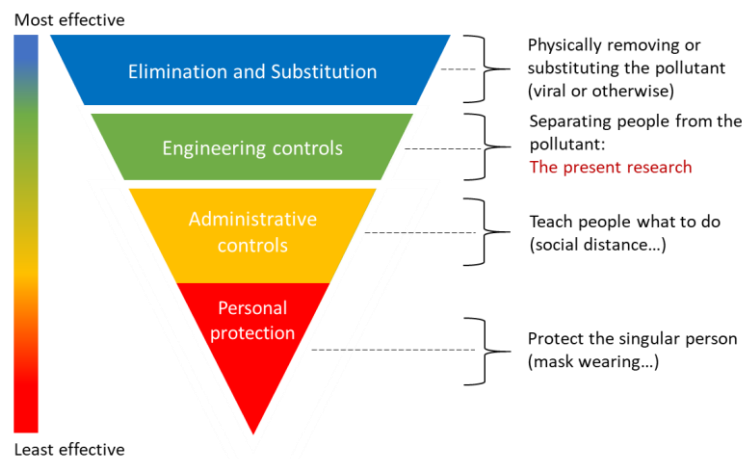 Most effective
Elimination and Substitution
Physically removing or
substituting the pollutant
(viral or otherwise)
Engineering controls
Separating people from the
pollutant:
The present research
Administrative
controls
Teach people what to do
(social distance...)
Personal
protection
Protect the singular person
(mask wearing...)
Least effective